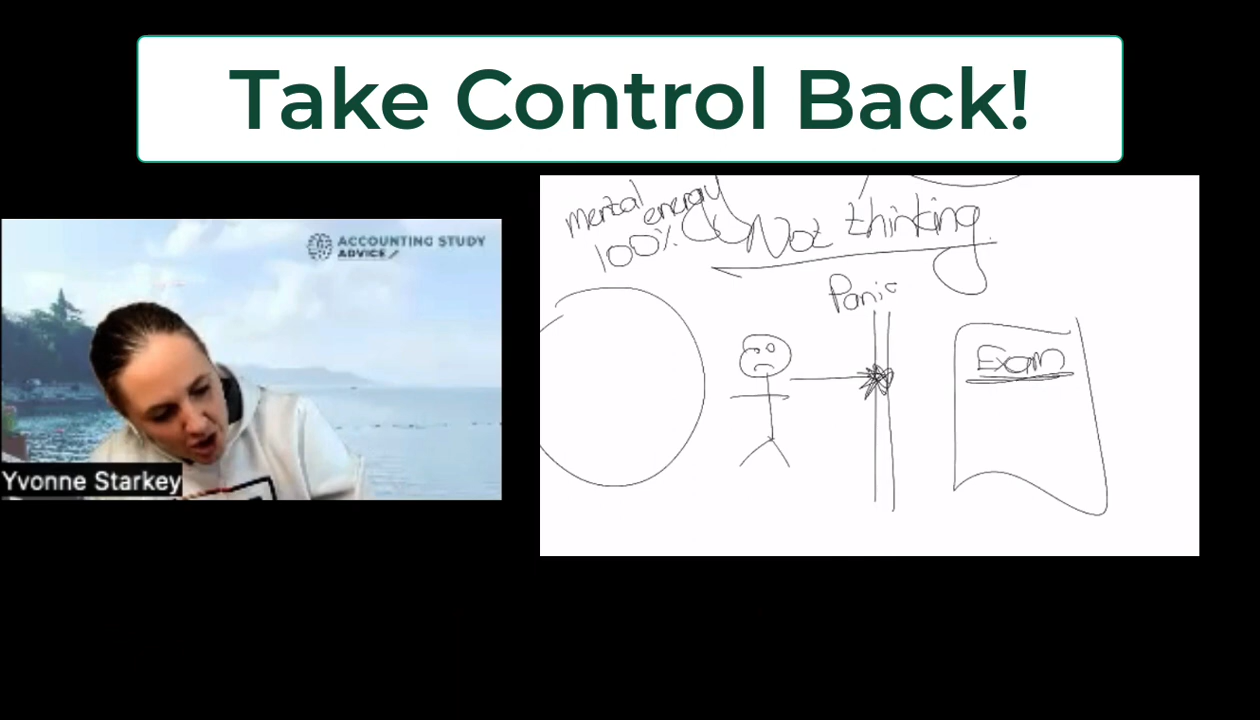 Take Control Back!
ACCOUNTING STUDY
ADVICE
Yvonne Starkey
mental energy
100%
Not thinking
Panic
Exam